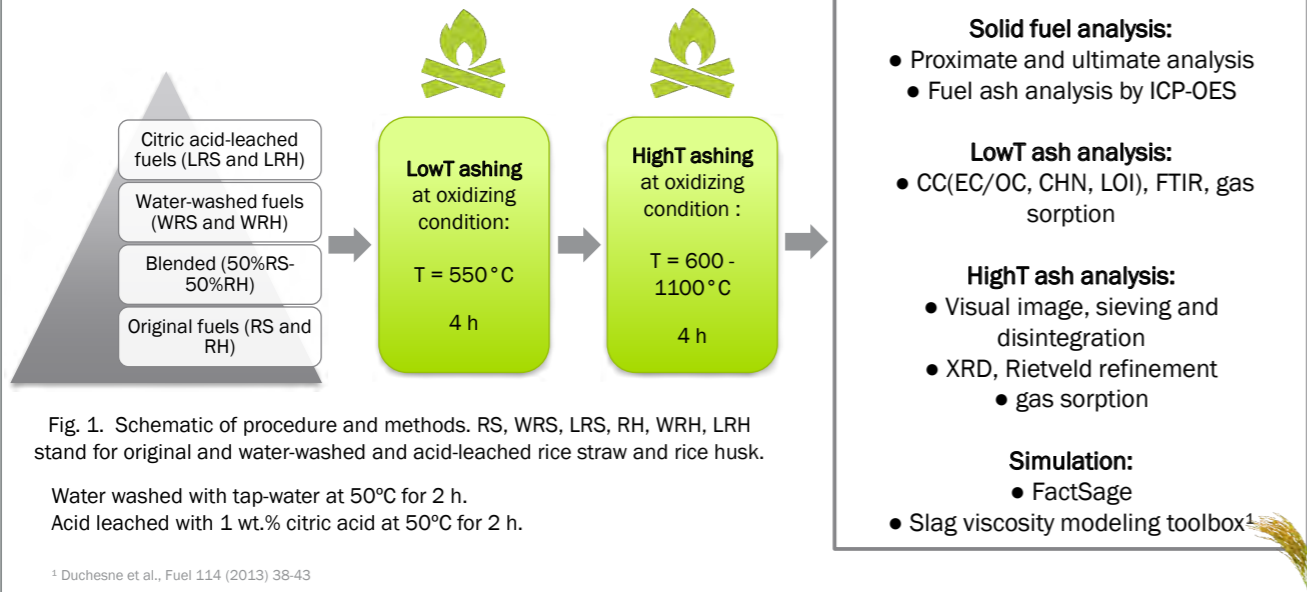 Citric acid-leached
fuels (LRS and LRH)
Water-washed fuels
(WRS and WRH)
Blended (50%RS-
50%RH)
Original fuels (RS and
RH)
LowT ashing
at oxidizing
condition:
T = 550°C
4 h
HighT ashing
at oxidizing
condition :
T = 600 -
1100°C
4 h
Solid fuel analysis:
● Proximate and ultimate analysis
● Fuel ash analysis by ICP-OES
LowT ash analysis:
● CC(EC/OC, CHN, LOI), FTIR, gas
sorption
HighT ash analysis:
● Visual image, sieving and
disintegration
● XRD, Rietveld refinement
● gas sorption
Simulation:
● FactSage
● Slag viscosity modeling toolbox¹
Fig. 1. Schematic of procedure and methods. RS, WRS, LRS, RH, WRH, LRH
stand for original and water-washed and acid-leached rice straw and rice husk.
Water washed with tap-water at 50ºC for 2 h.
Acid leached with 1 wt.% citric acid at 50ºC for 2 h.
¹ Duchesne et al., Fuel 114 (2013) 38-43